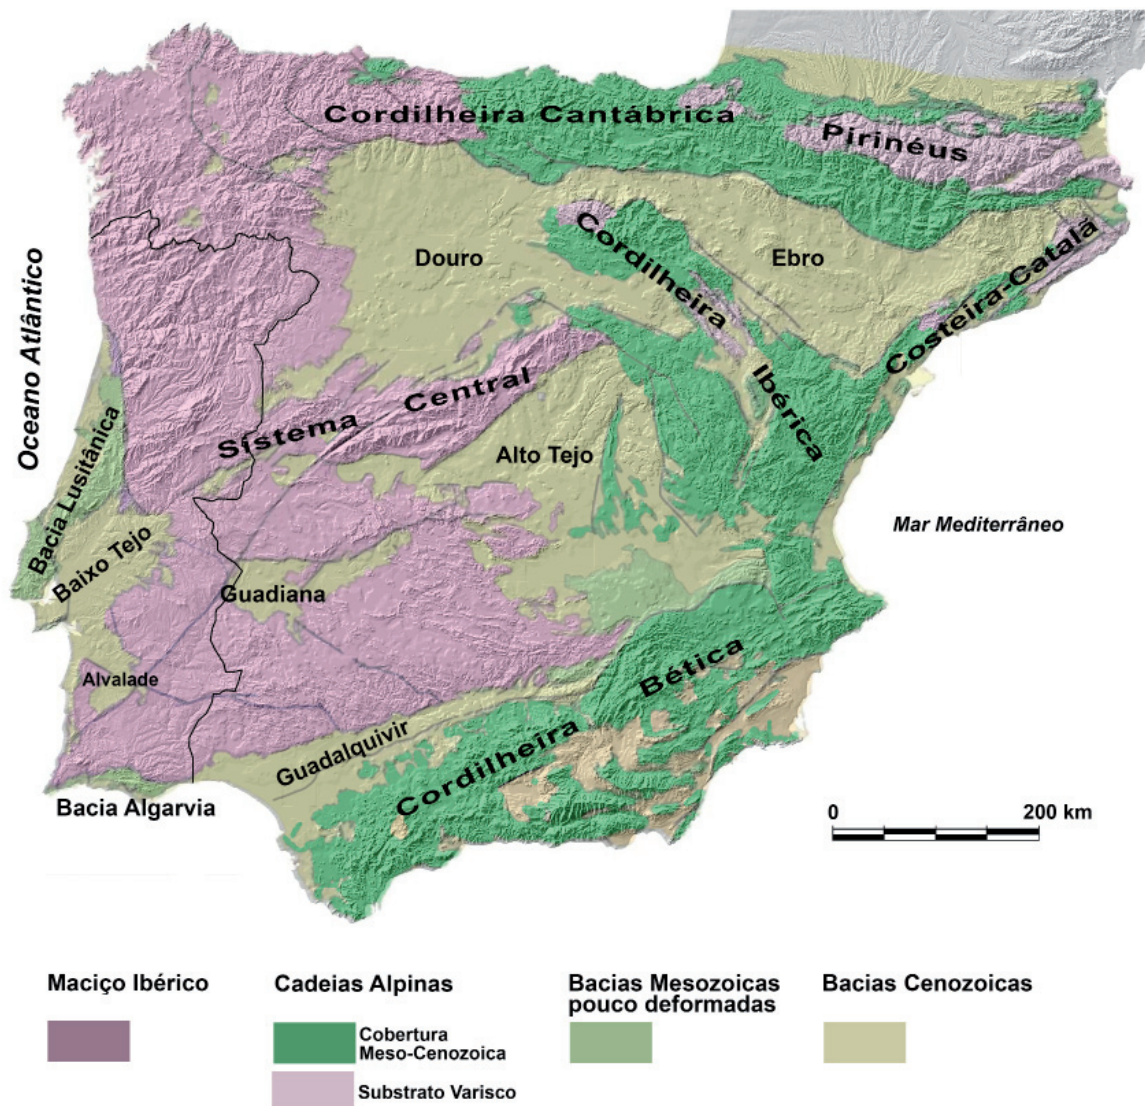 Cordilheira Cantábrica
Pirinéus
Oceano Atlântico
Douro
Cordilheira
Ibérica
Ebro
Costeira-Catalã
Sistema Central
Alto Tejo
Mar Mediterrâneo
Bacia Lusitânica
Baixo Tejo
Guadiana
Alvalade
Guadalquivir
Cordilheira Bética
Bacia Algarvia
0 200 km
Maciço Ibérico
Cadeias Alpinas
Cobertura
Meso-Cenozoica
Substrato Varisco
Bacias Mesozoicas
pouco deformadas
Bacias Cenozoicas